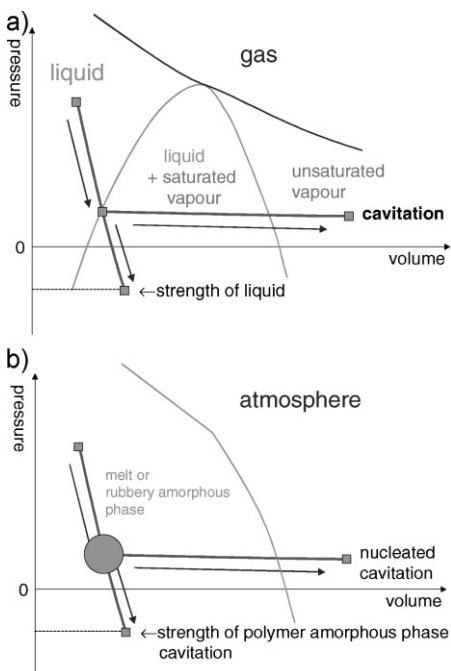 a)
pressure
gas
liquid
liquid
+ saturated
vapour
unsaturated
vapour
cavitation
0
volume
←strength of liquid
b)
pressure
atmosphere
melt or
rubbery amorphous
phase
nucleated
cavitation
0
volume
←strength of polymer amorphous phase
cavitation